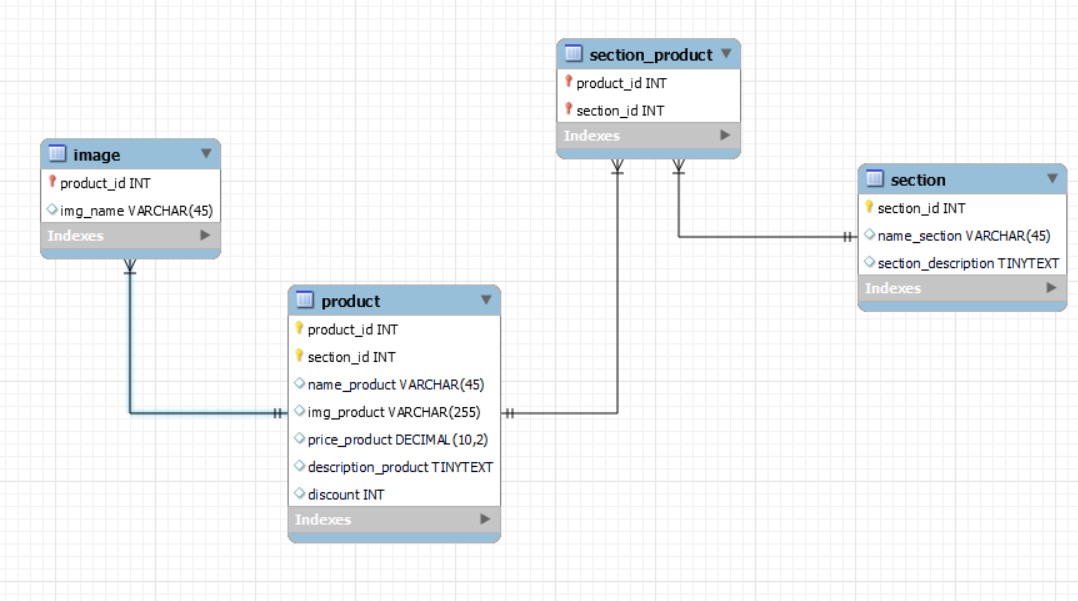 section_product
product_id INT
section_id INT
Indexes
image
product_id INT
img_name VARCHAR(45)
Indexes
section
section_id INT
name_section VARCHAR(45)
section_description TINYTEXT
Indexes
product
product_id INT
section_id INT
name_product VARCHAR(45)
img_product VARCHAR(255)
price_product DECIMAL(10,2)
description_product TINYTEXT
discount INT
Indexes